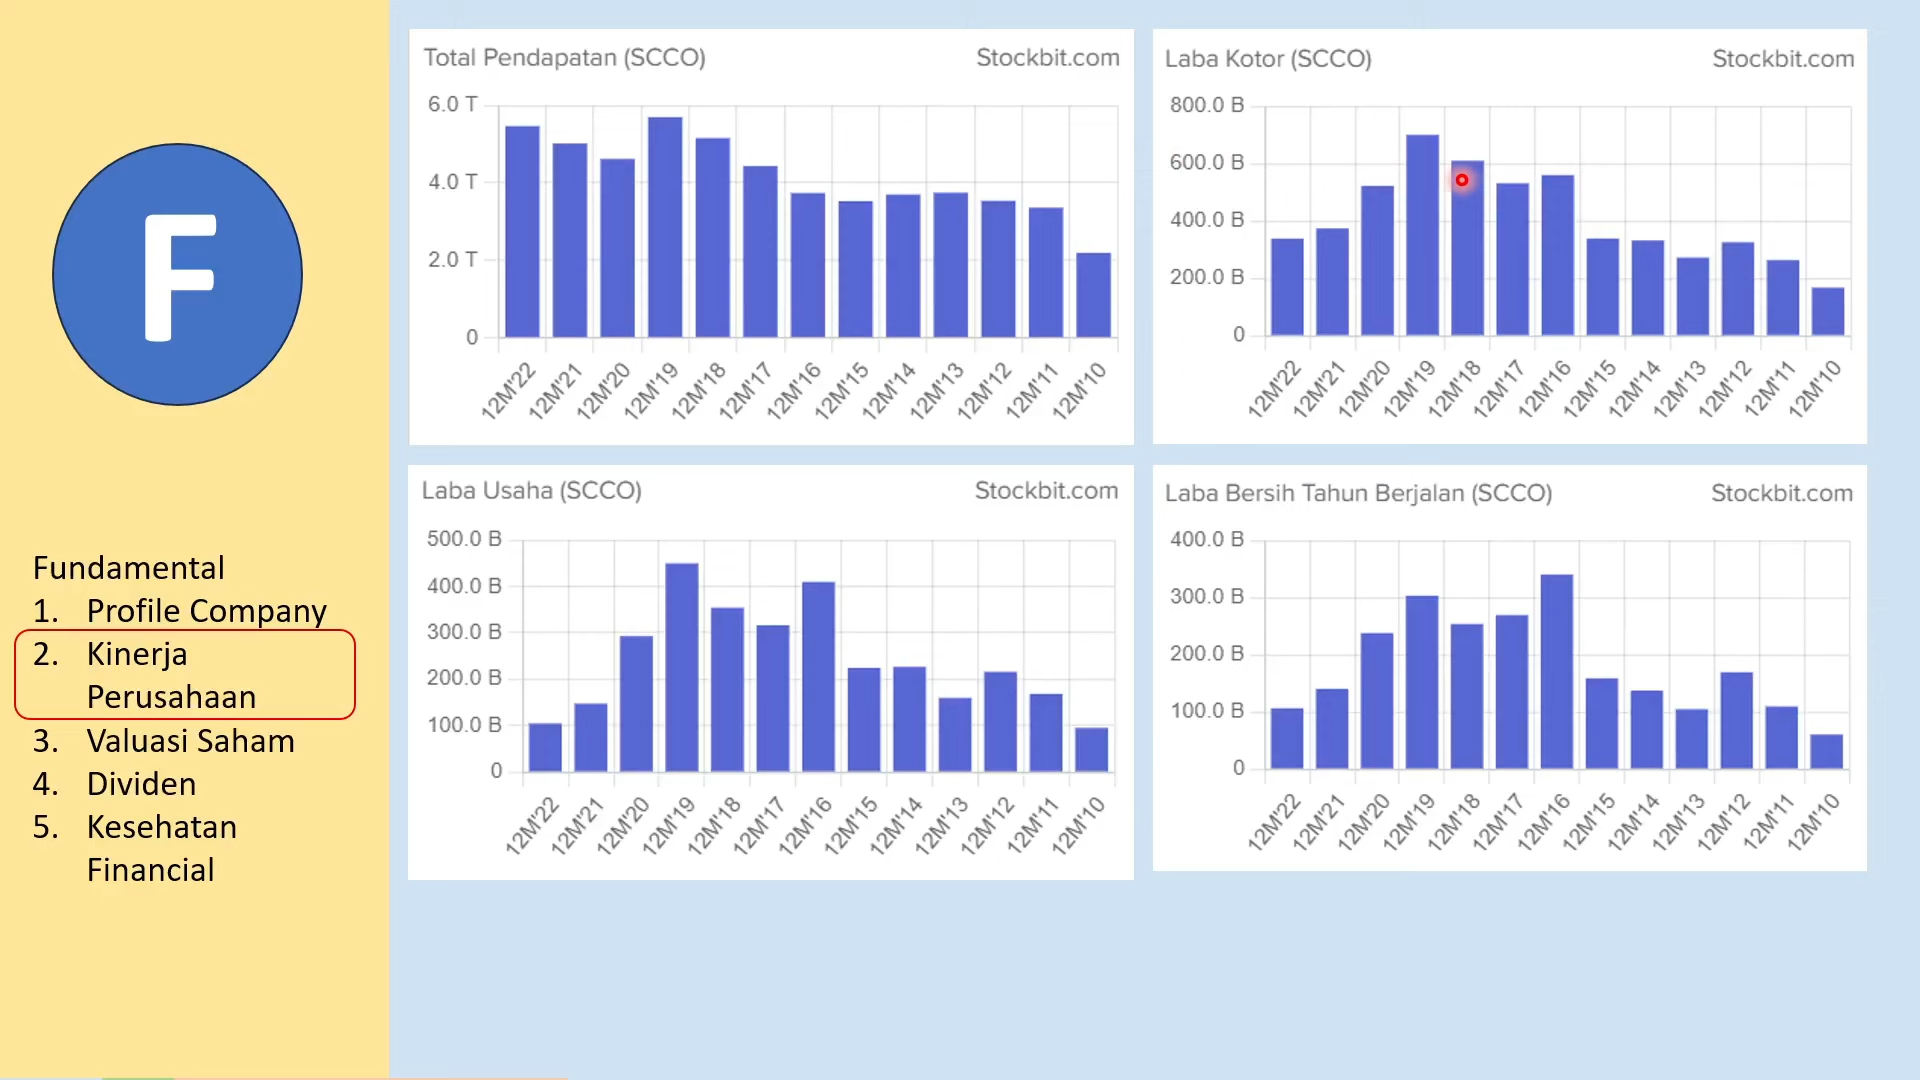 F
Fundamental
1. Profile Company
2. Kinerja
Perusahaan
3. Valuasi Saham
4. Dividen
5. Kesehatan
Financial
Total Pendapatan (SCCO) Stockbit.com
6.0 T
4.0 T
2.0 T
0
12M'22 12M'21 12M'20 12M'19 12M'18 12M'17 12M'16 12M'15 12M'14 12M'13 12M'12 12M'11 12M'10
Laba Kotor (SCCO) Stockbit.com
800.0 B
600.0 B
400.0 B
200.0 B
0
12M'22 12M'21 12M'20 12M'19 12M'18 12M'17 12M'16 12M'15 12M'14 12M'13 12M'12 12M'11 12M'10
Laba Usaha (SCCO) Stockbit.com
500.0 B
400.0 B
300.0 B
200.0 B
100.0 B
0
12M'22 12M'21 12M'20 12M'19 12M'18 12M'17 12M'16 12M'15 12M'14 12M'13 12M'12 12M'11 12M'10
Laba Bersih Tahun Berjalan (SCCO) Stockbit.com
400.0 B
300.0 B
200.0 B
100.0 B
0
12M'22 12M'21 12M'20 12M'19 12M'18 12M'17 12M'16 12M'15 12M'14 12M'13 12M'12 12M'11 12M'10